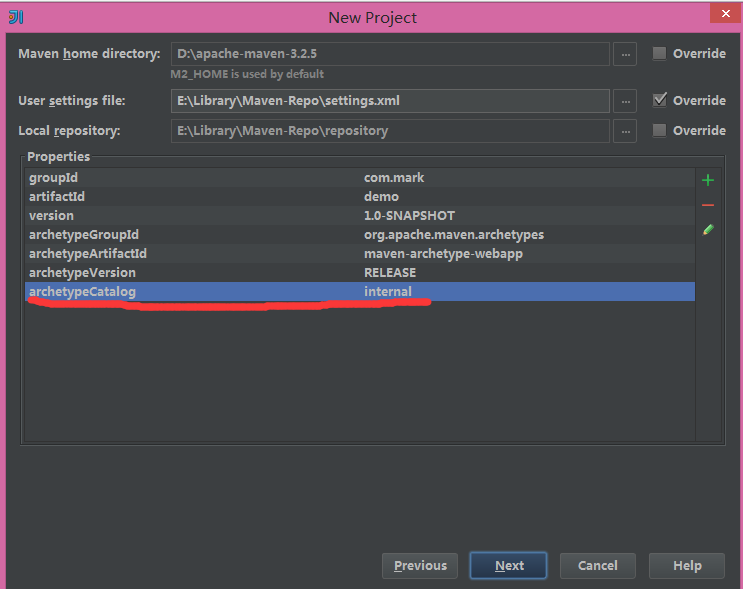 New Project
Maven home directory: D:\apache-maven-3.2.5 ... Override
M2_HOME is used by default
User settings file: E:\Library\Maven-Repo\settings.xml ... Override
Local repository: E:\Library\Maven-Repo\repository ... Override
Properties
groupId com.mark
artifactId demo
version 1.0-SNAPSHOT
archetypeGroupId org.apache.maven.archetypes
archetypeArtifactId maven-archetype-webapp
archetypeVersion RELEASE
archetypeCatalog internal
Previous Next Cancel Help